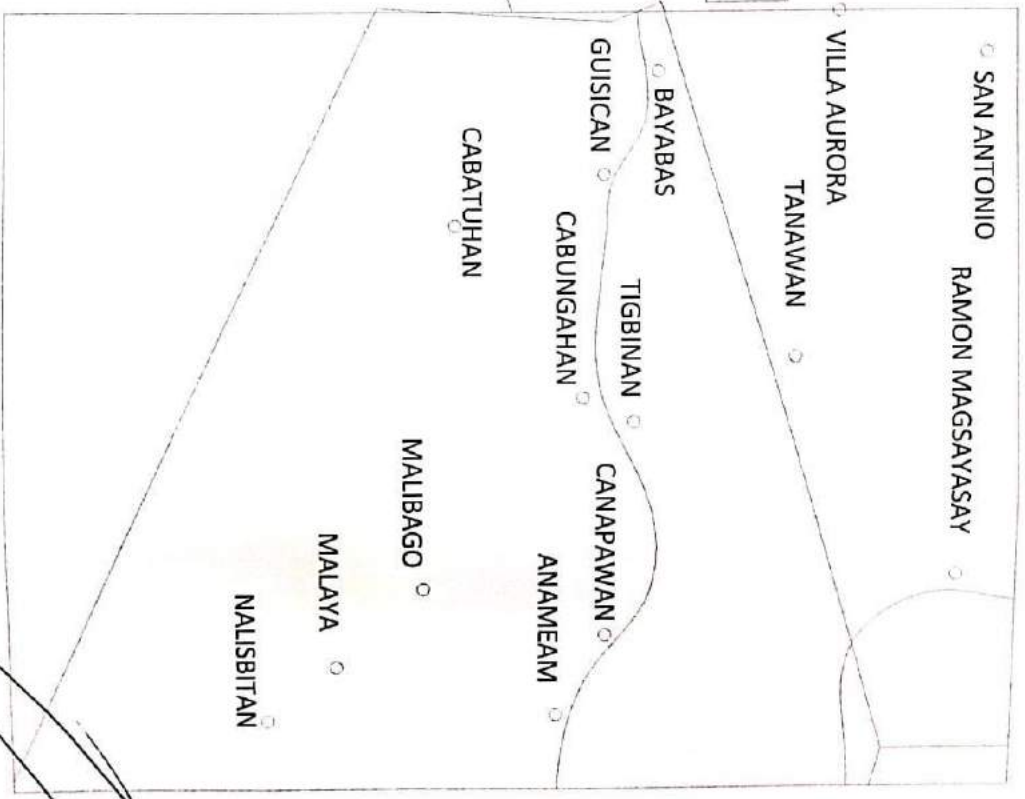 SAN ANTONIO
RAMON MAGSAYASAY
VILLA AURORA
TANAWAN
BAYABAS
TIGBINAN
GUISICAN
CANAPAWAN
CABUNGAHAN
ANAMEAM
CABATUHAN
MALIBAGO
MALAYA
NALISBITAN